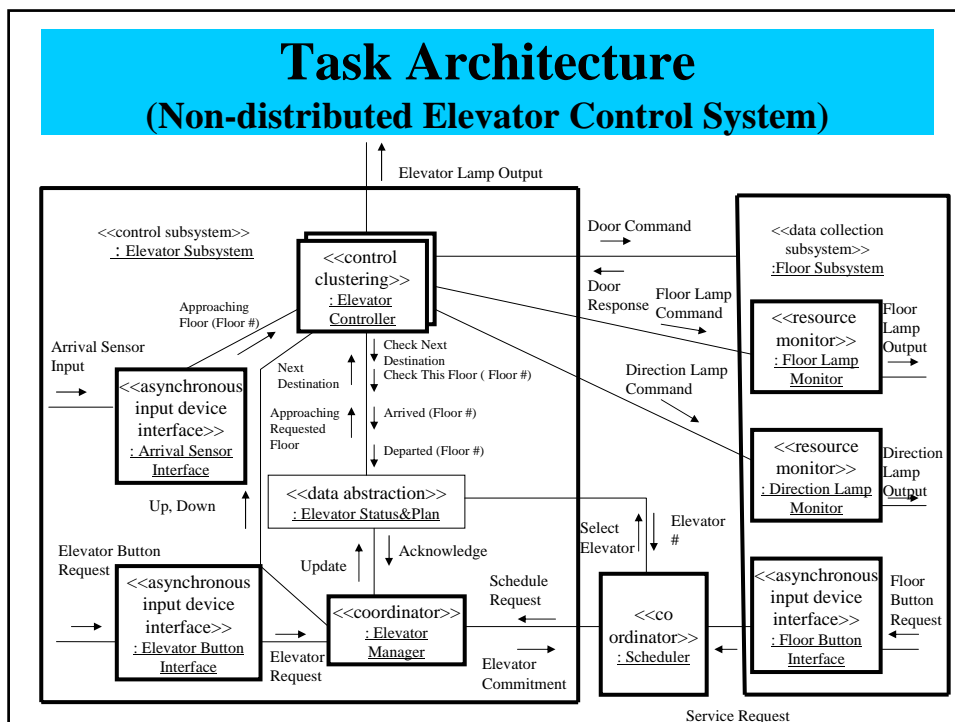 Task Architecture
(Non-distributed Elevator Control System)
Elevator Lamp Output
<<control subsystem>>
: Elevator Subsystem
<<control
clustering>>
: Elevator
Controller
Door Command
Door
Response
<<data collection
subsystem>>
:Floor Subsystem
Floor Lamp
Command
<<resource
monitor>>
: Floor Lamp
Monitor
Floor
Lamp
Output
Approaching
Floor (Floor #)
Arrival Sensor
Input
<<asynchronous
input device
interface>>
: Arrival Sensor
Interface
Next
Destination
Check Next
Destination
Check This Floor ( Floor #)
Approaching
Requested
Floor
Arrived (Floor #)
Departed (Floor #)
Direction Lamp
Command
<<resource
monitor>>
: Direction Lamp
Monitor
Direction
Lamp
Output
Up, Down
<<data abstraction>>
: Elevator Status&Plan
Select
Elevator
Elevator
#
Update
Acknowledge
Elevator Button
Request
<<asynchronous
input device
interface>>
: Elevator Button
Interface
Elevator
Request
<<coordinator>>
: Elevator
Manager
Schedule
Request
Elevator
Commitment
<<co
ordinator>>
: Scheduler
<<asynchronous
input device
interface>>
: Floor Button
Interface
Floor
Button
Request
Service Request